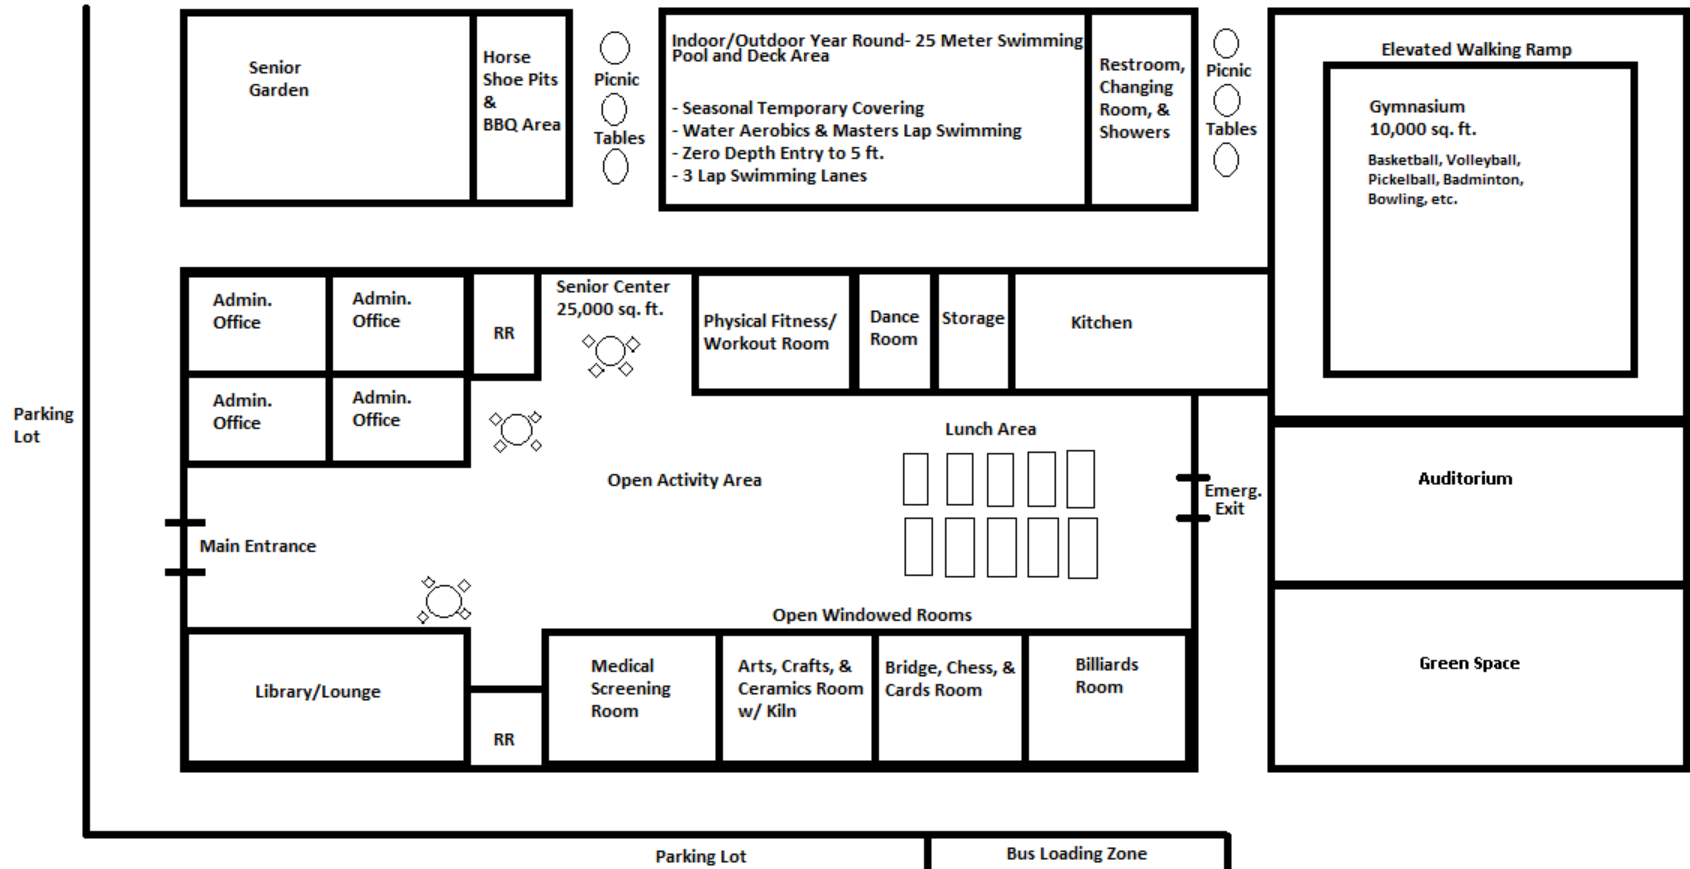 Senior
Garden
Horse
Shoe Pits
&
BBQ Area
Picnic
Tables
Indoor/Outdoor Year Round- 25 Meter Swimming
Pool and Deck Area
- Seasonal Temporary Covering
- Water Aerobics & Masters Lap Swimming
- Zero Depth Entry to 5 ft.
- 3 Lap Swimming Lanes
Restroom,
Changing
Room, &
Showers
Picnic
Tables
Elevated Walking Ramp
Gymnasium
10,000 sq. ft.
Basketball, Volleyball,
Pickelball, Badminton,
Bowling, etc.
Admin.
Office
Admin.
Office
RR
Senior Center
25,000 sq. ft.
Physical Fitness/
Workout Room
Dance
Room
Storage
Kitchen
Admin.
Office
Admin.
Office
Parking
Lot
Lunch Area
Open Activity Area
Emerg.
Exit
Auditorium
Main Entrance
Open Windowed Rooms
Library/Lounge
RR
Medical
Screening
Room
Arts, Crafts, &
Ceramics Room
w/ Kiln
Bridge, Chess, &
Cards Room
Billiards
Room
Green Space
Parking Lot
Bus Loading Zone